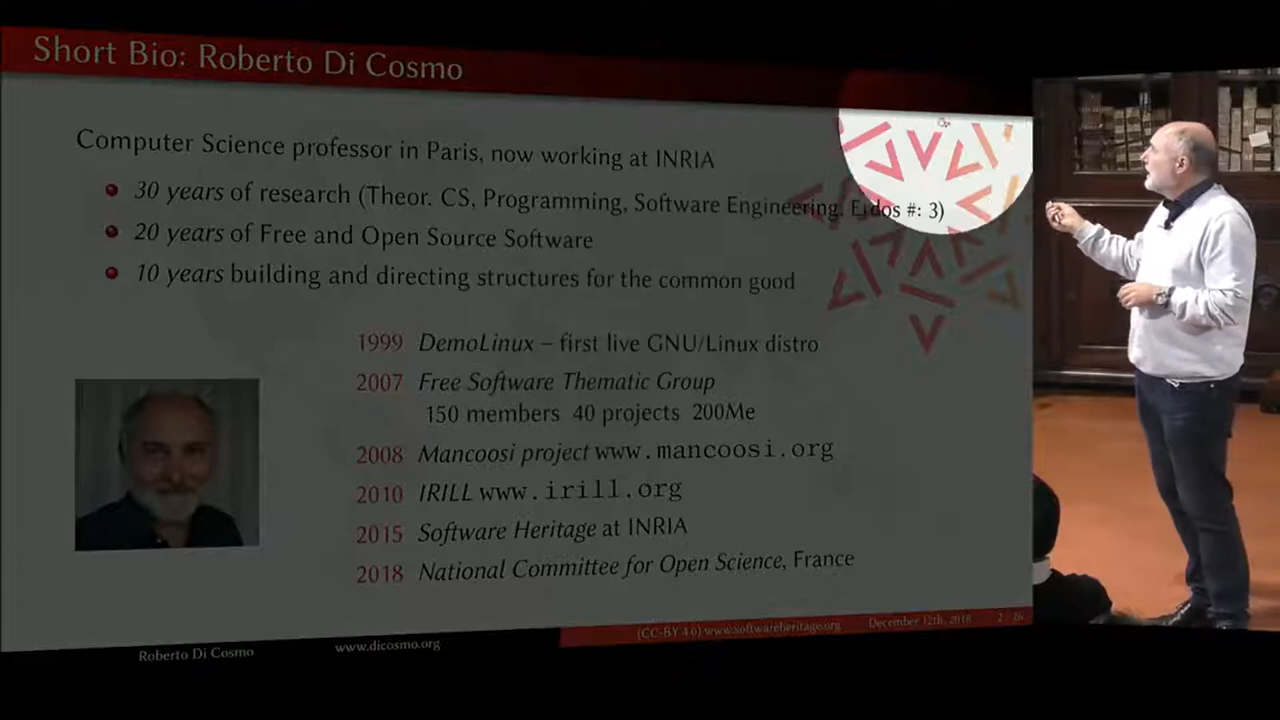 Short Bio: Roberto Di Cosmo
Computer Science professor in Paris, now working at INRIA
30 years of research (Theor. CS, Programming, Software Engineering, Erdos #: 3)
20 years of Free and Open Source Software
10 years building and directing structures for the common good
1999 DemoLinux – first live GNU/Linux distro
2007 Free Software Thematic Group
150 members 40 projects 200Me
2008 Mancoosi project www.mancoosi.org
2010 IRILL www.irill.org
2015 Software Heritage at INRIA
2018 National Committee for Open Science, France
Roberto Di Cosmo www.dicosmo.org (CC-BY 4.0) www.softwareheritage.org December 12th, 2018 2 / 26